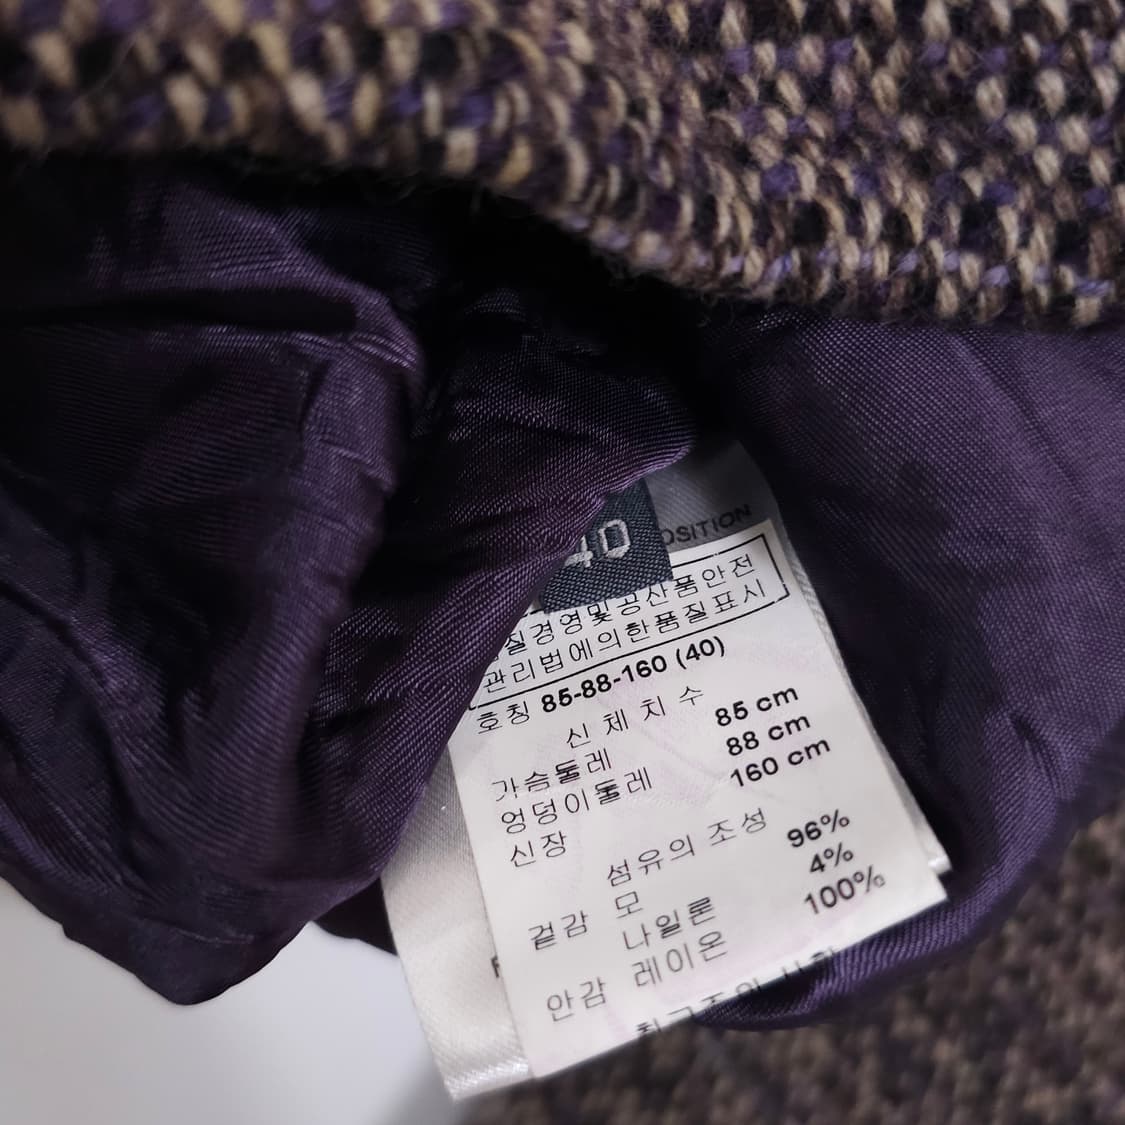 40
OSITION
질경영및공산품안전
관리법에의한품질표시
호칭 85-88-160 (40)
신 체 치 수
가슴둘레 85 cm
엉덩이둘레 88 cm
신장 160 cm
섬유의 조성
겉감 모 96%
나일론 4%
안감 레이온 100%